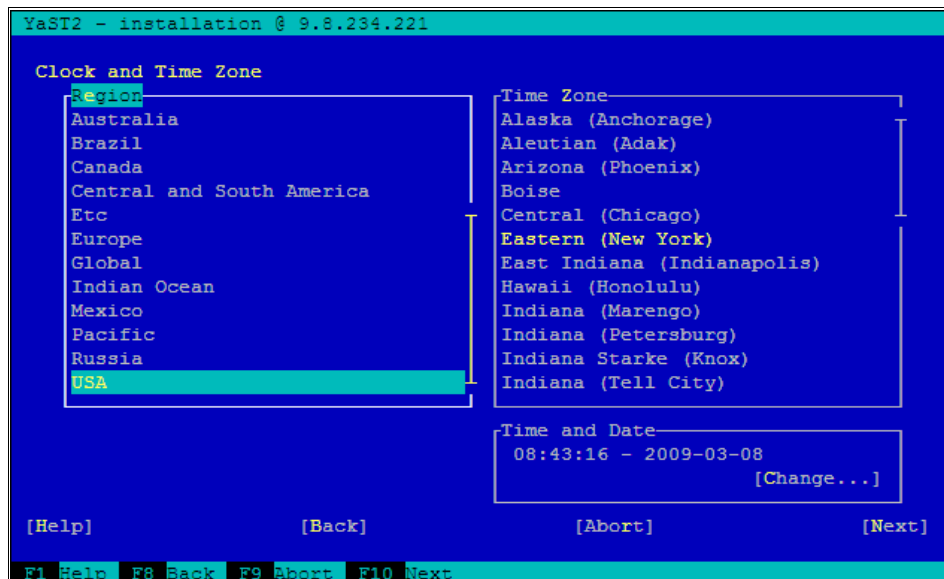 YaST2 - installation @ 9.8.234.221
Clock and Time Zone
Region
Australia
Brazil
Canada
Central and South America
Etc
Europe
Global
Indian Ocean
Mexico
Pacific
Russia
USA
Time Zone
Alaska (Anchorage)
Aleutian (Adak)
Arizona (Phoenix)
Boise
Central (Chicago)
Eastern (New York)
East Indiana (Indianapolis)
Hawaii (Honolulu)
Indiana (Marengo)
Indiana (Petersburg)
Indiana Starke (Knox)
Indiana (Tell City)
Time and Date
08:43:16 - 2009-03-08
[Change...]
[Help] [Back] [Abort] [Next]
F1 Help F8 Back F9 Abort F10 Next